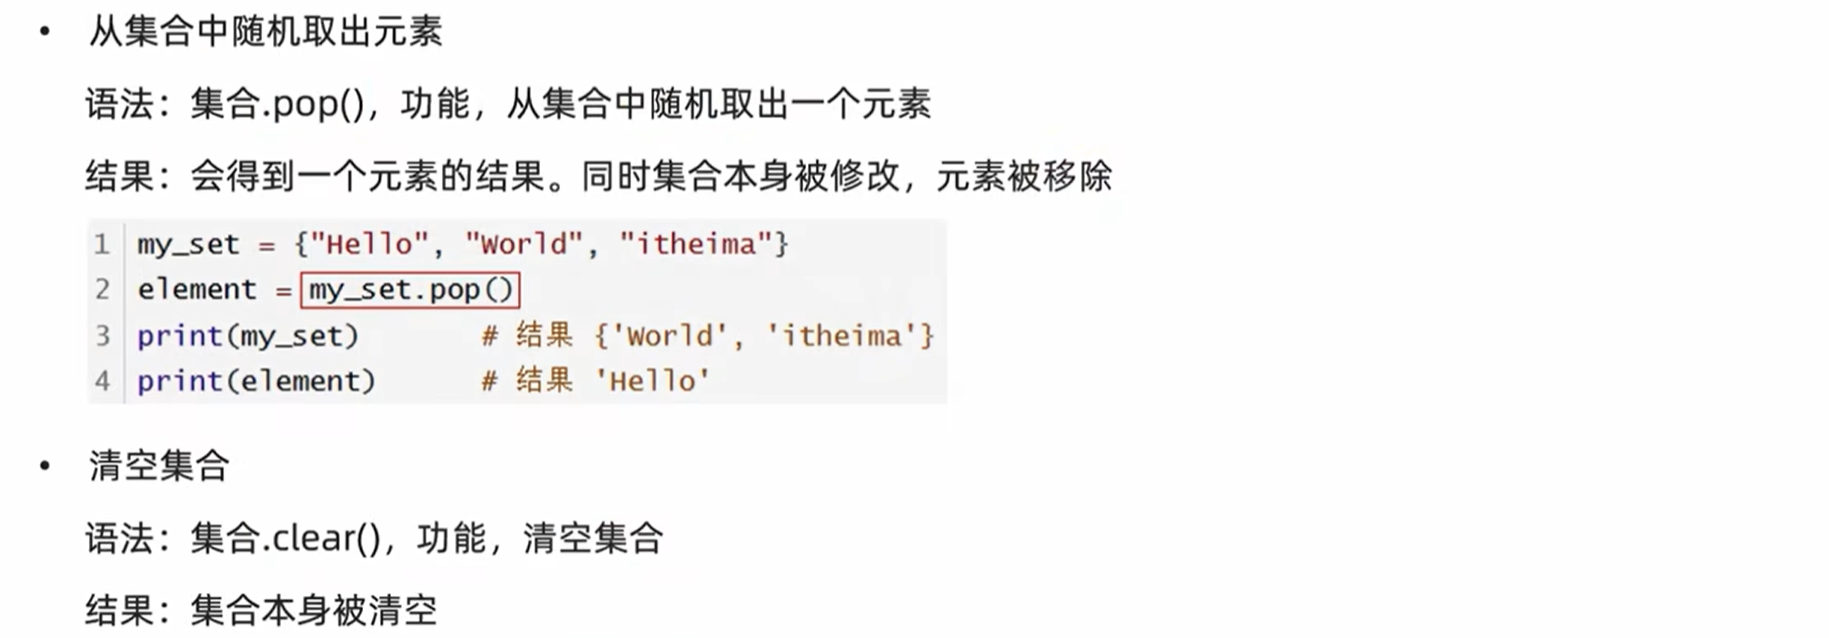 • 从集合中随机取出元素
语法：集合.pop()，功能，从集合中随机取出一个元素
结果：会得到一个元素的结果。同时集合本身被修改，元素被移除
1 my_set = {"Hello", "World", "itheima"}
2 element = my_set.pop()
3 print(my_set) # 结果 {'World', 'itheima'}
4 print(element) # 结果 'Hello'
• 清空集合
语法：集合.clear()，功能，清空集合
结果：集合本身被清空